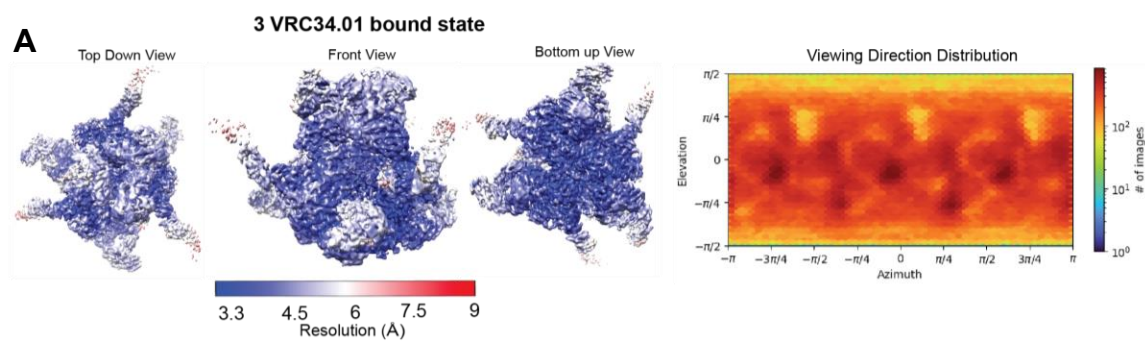 A
3 VRC34.01 bound state
Top Down View
Front View
Bottom up View
3.3 4.5 6 7.5 9
Resolution (Å)
Viewing Direction Distribution
π/2
π/4
0
−π/4
−π/2
Elevation
−π −3π/4 −π/2 −π/4 0 π/4 π/2 3π/4 π
Azimuth
10²
10¹
10⁰
# of images